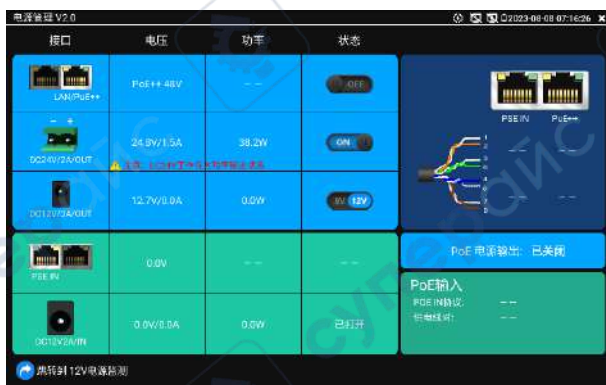 电源管理 V2.0
2023-08-08 07:16:26
接口 电压 功率 状态
LAN/PoE++ PoE++ 48V -- OFF
- +
DC24V/2A/OUT 24.8V/1.5A 38.2W ON
DC12V/3A/OUT 12.7V/0.0A 0.0W 9V 12V
PSE IN 0.0V -- --
DC12V2A/IN 0.0V/0.0A 0.0W 已打开
跳转到 12V电源监测
PSE IN PoE++
-- --
-- --
PoE 电源输出: 已关闭
PoE输入
POE IN协议: --
供电线对: --